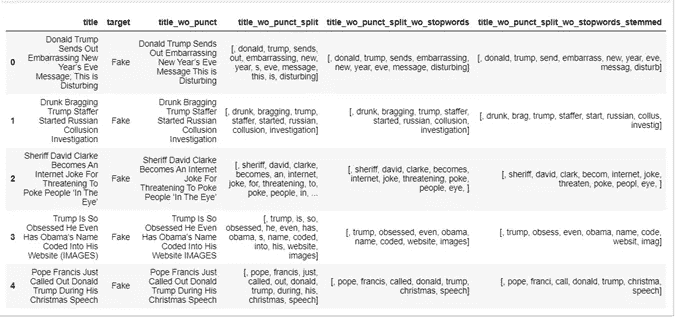 title
target
title_wo_punct
title_wo_punct_split
title_wo_punct_split_wo_stopwords
title_wo_punct_split_wo_stopwords_stemmed
0
Donald Trump
Sends Out
Embarrassing New
Year's Eve
Message; This is
Disturbing
Fake
Donald Trump Sends
Out Embarrassing
New Year's Eve
Message This is
Disturbing
[, donald, trump, sends,
out, embarrassing, new,
year, s, eve, message,
this, is, disturbing]
[, donald, trump, sends, embarrassing,
new, year, eve, message, disturbing]
[, donald, trump, send, embarrass, new, year, eve,
messag, disturb]
1
Drunk Bragging
Trump Staffer
Started Russian
Collusion
Investigation
Fake
Drunk Bragging
Trump Staffer
Started Russian
Collusion
Investigation
[, drunk, bragging, trump,
staffer, started, russian,
collusion, investigation]
[, drunk, bragging, trump, staffer,
started, russian, collusion,
investigation]
[, drunk, brag, trump, staffer, start, russian, collus,
investig]
2
Sheriff David Clarke
Becomes An
Internet Joke For
Threatening To
Poke People 'In The
Eye'
Fake
Sheriff David Clarke
Becomes An Internet
Joke For
Threatening To Poke
People 'In The Eye'
[, sheriff, david, clarke,
becomes, an, internet,
joke, for, threatening, to,
poke, people, in, ...
[, sheriff, david, clarke, becomes,
internet, joke, threatening, poke,
people, eye, ]
[, sheriff, david, clark, becom, internet, joke,
threaten, poke, peopl, eye, ]
3
Trump Is So
Obsessed He Even
Has Obama's Name
Coded Into His
Website (IMAGES)
Fake
Trump Is So
Obsessed He Even
Has Obama's Name
Coded Into His
Website IMAGES
[, trump, is, so,
obsessed, he, even, has,
obama, s, name, coded,
into, his, website,
images]
[, trump, obsessed, even, obama,
name, coded, website, images]
[, trump, obsess, even, obama, name, code,
websit, imag]
4
Pope Francis Just
Called Out Donald
Trump During His
Christmas Speech
Fake
Pope Francis Just
Called Out Donald
Trump During His
Christmas Speech
[, pope, francis, just,
called, out, donald,
trump, during, his,
christmas, speech]
[, pope, francis, called, donald, trump,
christmas, speech]
[, pope, franci, call, donald, trump, christma,
speech]